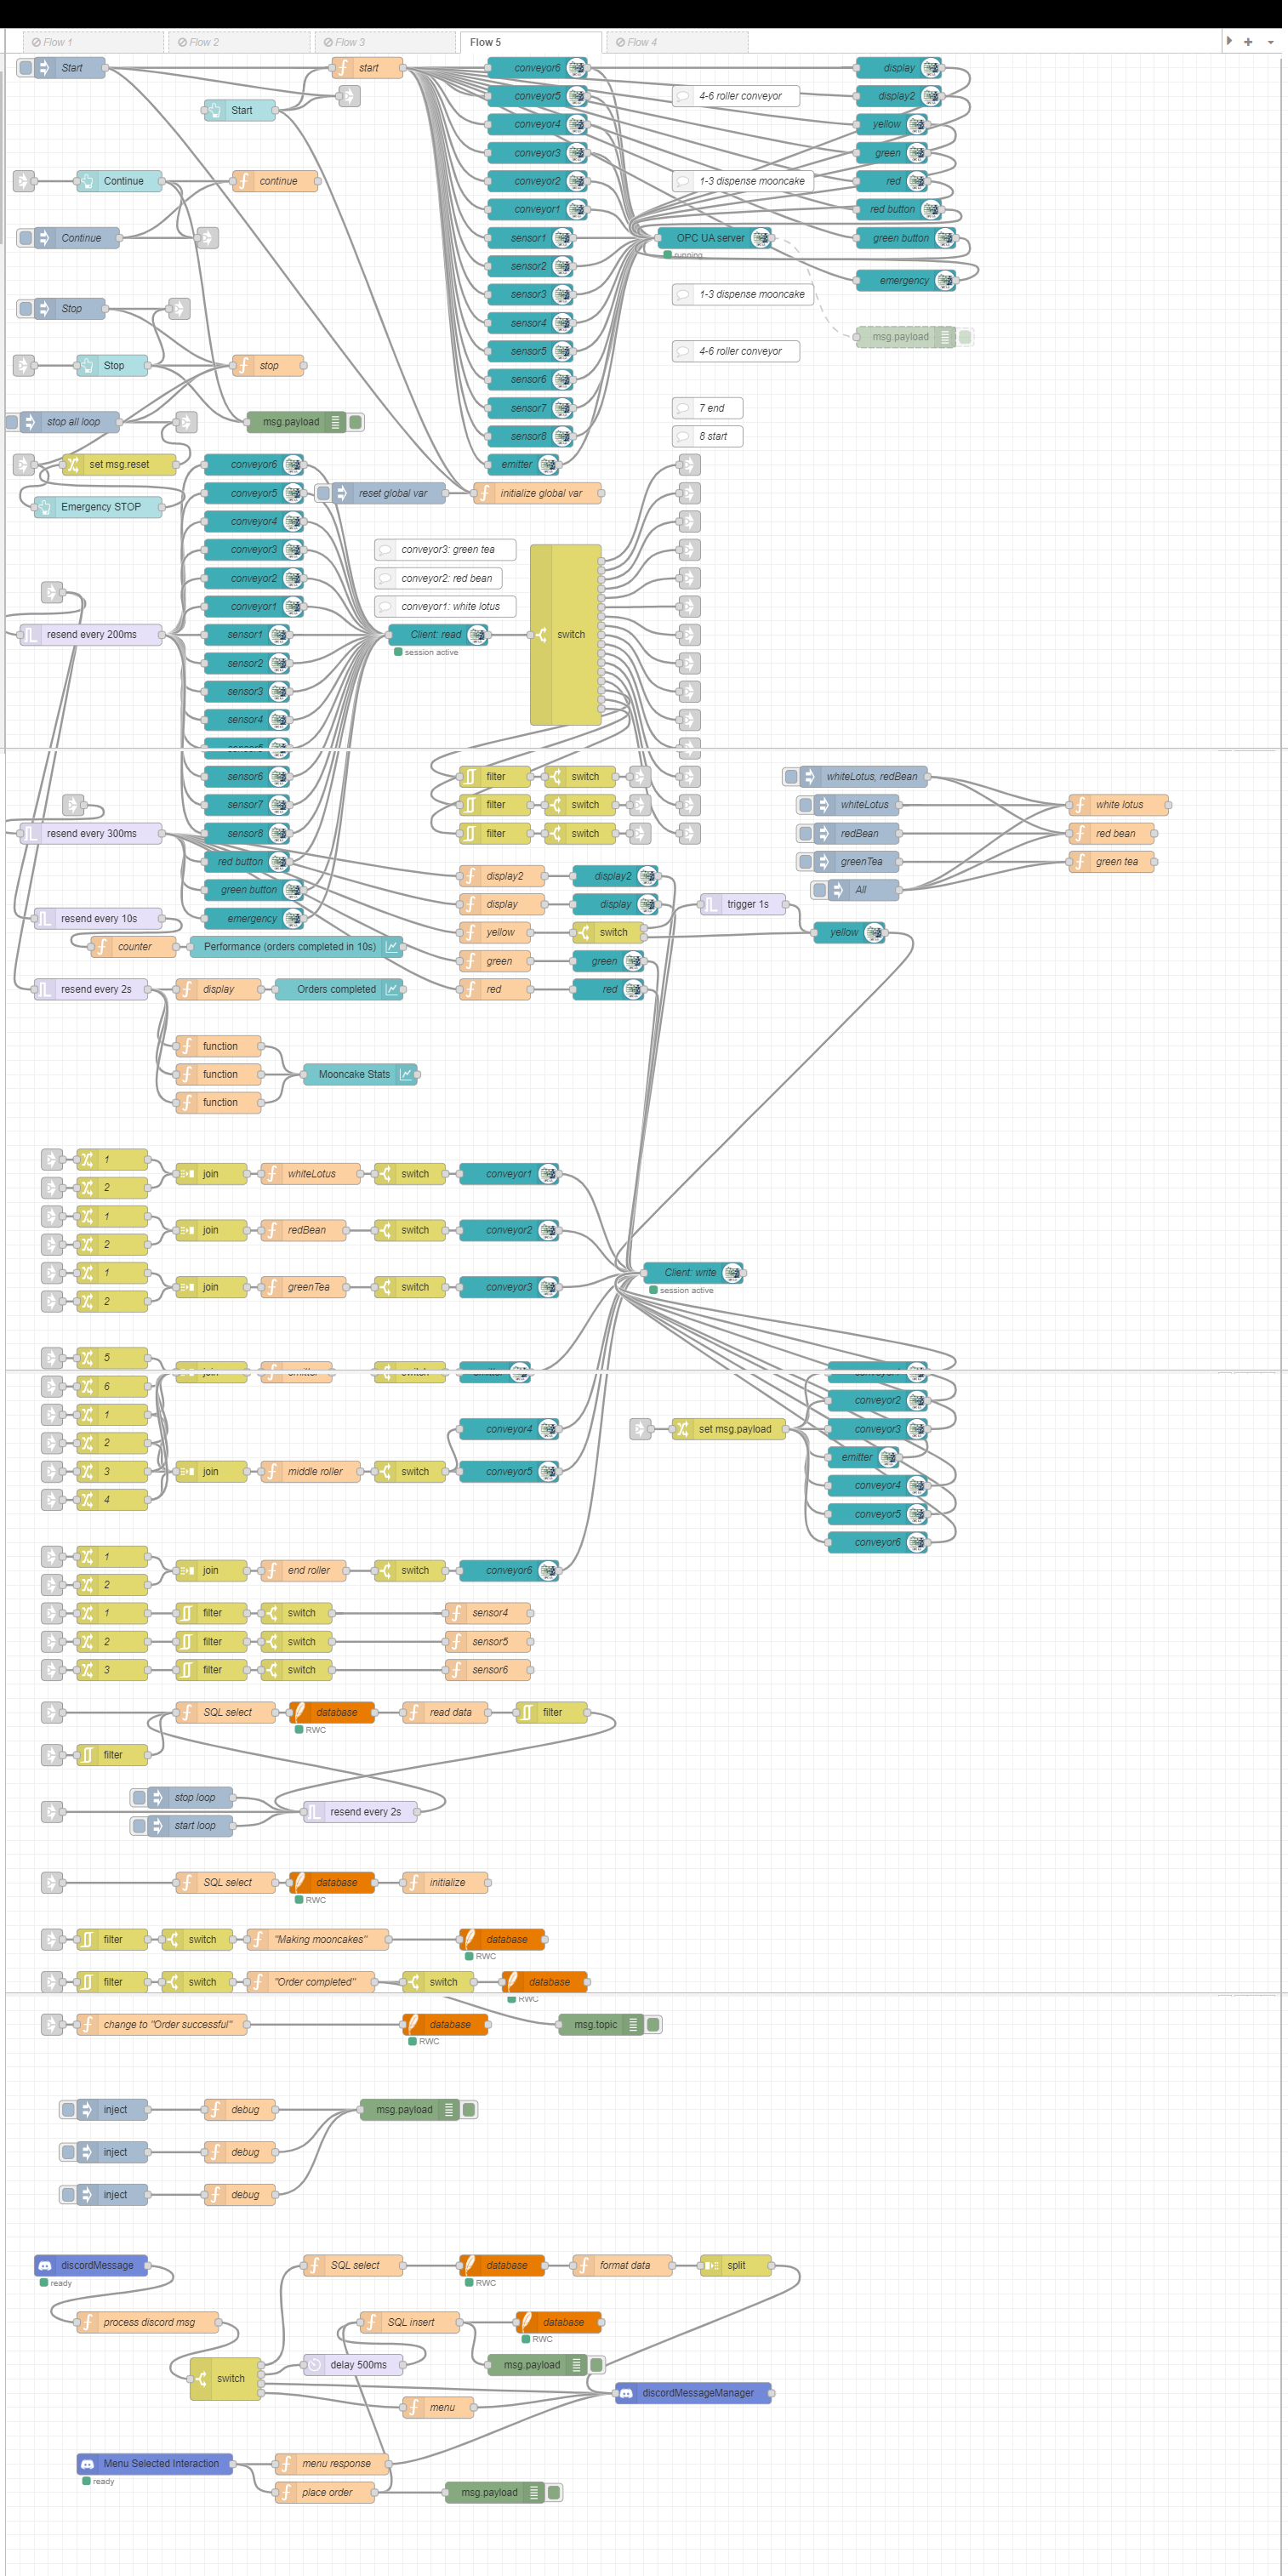 Flow 1
Flow 2
Flow 3
Flow 5
Flow 4
Start
start
conveyor6
display
conveyor5
4-6 roller conveyor
display2
Start
conveyor4
yellow
conveyor3
green
Continue
continue
conveyor2
1-3 dispense mooncake
red
conveyor1
red button
Continue
sensor1
OPC UA server
green button
running
sensor2
emergency
sensor3
1-3 dispense mooncake
Stop
sensor4
msg.payload
sensor5
4-6 roller conveyor
Stop
stop
sensor6
sensor7
7 end
stop all loop
msg.payload
sensor8
8 start
set msg.reset
conveyor6
emitter
conveyor5
reset global var
initialize global var
Emergency STOP
conveyor4
conveyor3
conveyor3: green tea
conveyor2
conveyor2: red bean
conveyor1
conveyor1: white lotus
resend every 200ms
sensor1
Client: read
switch
session active
sensor2
sensor3
sensor4
sensor6
filter
switch
whiteLotus, redBean
sensor7
filter
switch
whiteLotus
white lotus
resend every 300ms
sensor8
filter
switch
redBean
red bean
red button
greenTea
green tea
display2
display2
green button
All
display
display
trigger 1s
resend every 10s
emergency
yellow
switch
yellow
counter
Performance (orders completed in 10s)
green
green
resend every 2s
display
Orders completed
red
red
function
function
Mooncake Stats
function
1
join
whiteLotus
switch
conveyor1
2
1
join
redBean
switch
conveyor2
2
1
Client: write
join
greenTea
switch
conveyor3
session active
2
5
6
conveyor2
1
conveyor4
set msg.payload
conveyor3
2
emitter
3
join
middle roller
switch
conveyor5
conveyor4
4
conveyor5
conveyor6
1
join
end roller
switch
conveyor6
2
1
filter
switch
sensor4
2
filter
switch
sensor5
3
filter
switch
sensor6
SQL select
database
read data
filter
RWC
filter
stop loop
resend every 2s
start loop
SQL select
database
initialize
RWC
filter
switch
"Making mooncakes"
database
RWC
filter
switch
"Order completed"
switch
database
RWC
change to "Order successful"
database
msg.topic
RWC
inject
debug
msg.payload
inject
debug
inject
debug
discordMessage
SQL select
database
format data
split
ready
RWC
process discord msg
SQL insert
database
RWC
switch
delay 500ms
msg.payload
discordMessageManager
menu
Menu Selected Interaction
menu response
ready
place order
msg.payload